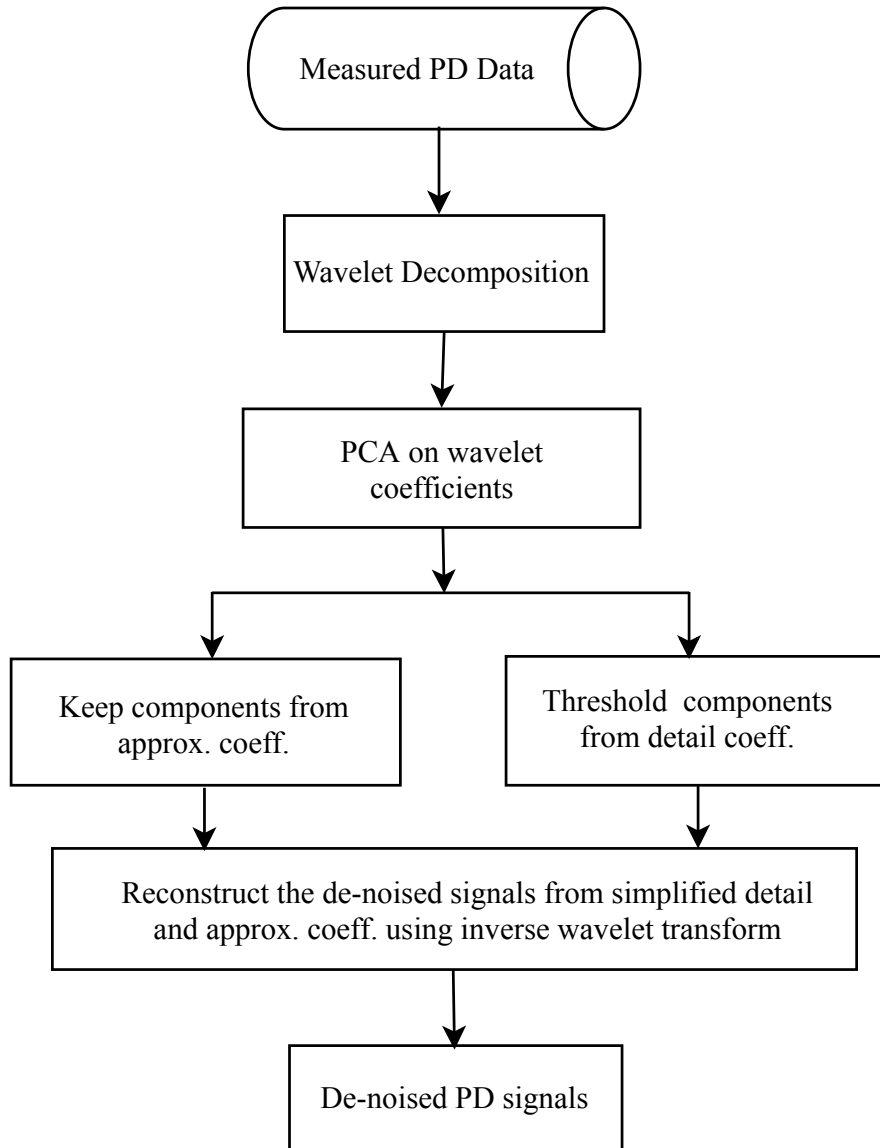 Measured PD Data
Wavelet Decomposition
PCA on wavelet
coefficients
Keep components from
approx. coeff.
Threshold components
from detail coeff.
Reconstruct the de-noised signals from simplified detail
and approx. coeff. using inverse wavelet transform
De-noised PD signals